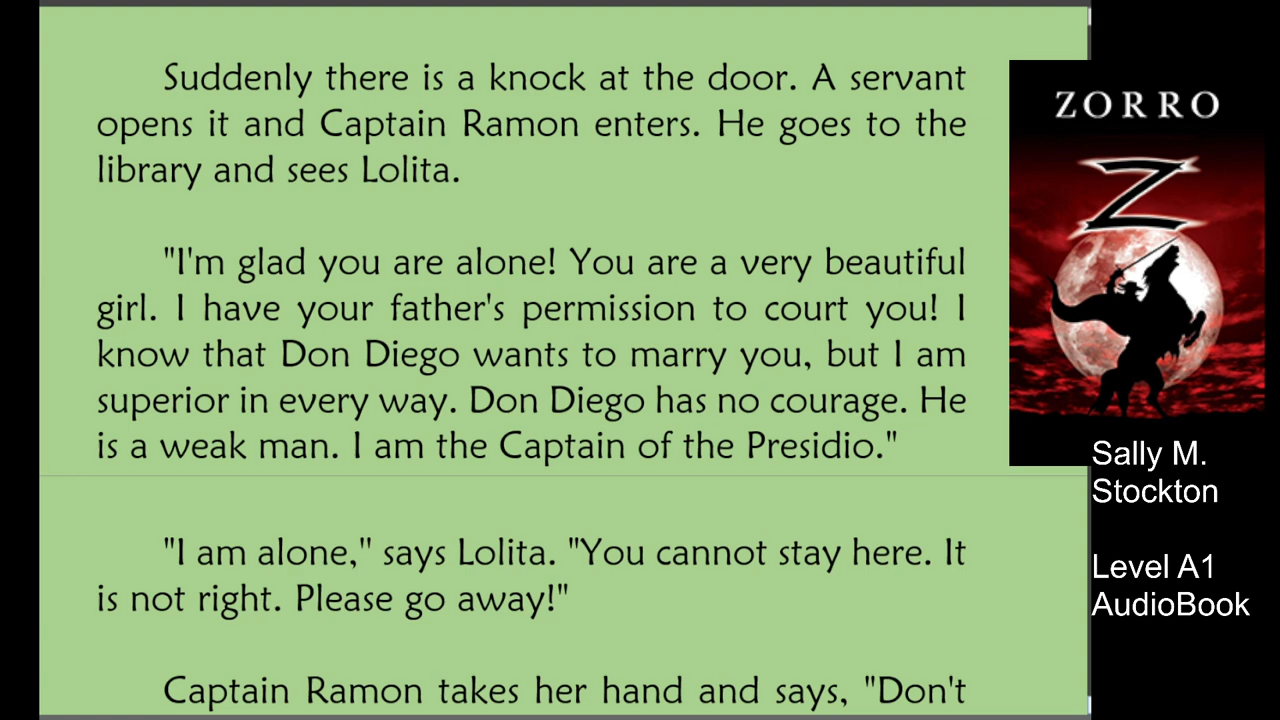 Suddenly there is a knock at the door. A servant
opens it and Captain Ramon enters. He goes to the
library and sees Lolita.
"I'm glad you are alone! You are a very beautiful
girl. I have your father's permission to court you! I
know that Don Diego wants to marry you, but I am
superior in every way. Don Diego has no courage. He
is a weak man. I am the Captain of the Presidio."
"I am alone," says Lolita. "You cannot stay here. It
is not right. Please go away!"
Captain Ramon takes her hand and says, "Don't
ZORRO
Z
Sally M.
Stockton
Level A1
AudioBook